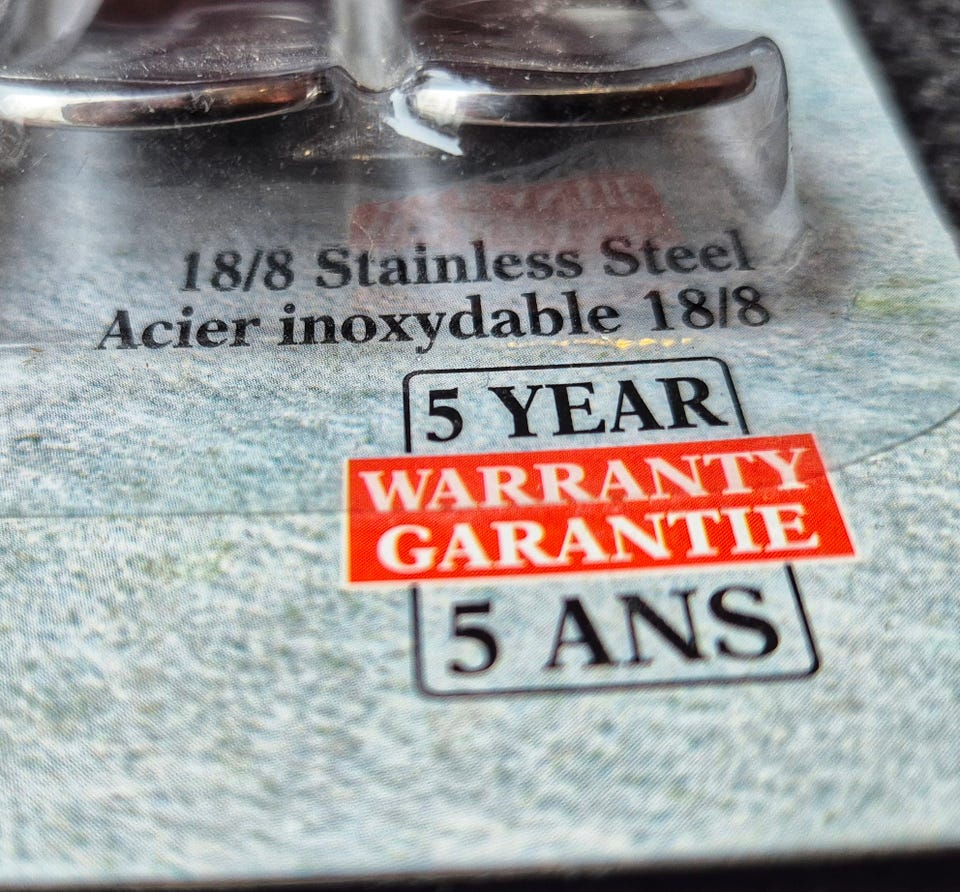 18/8 Stainless Steel
Acier inoxydable 18/8
5 YEAR
WARRANTY
GARANTIE
5 ANS